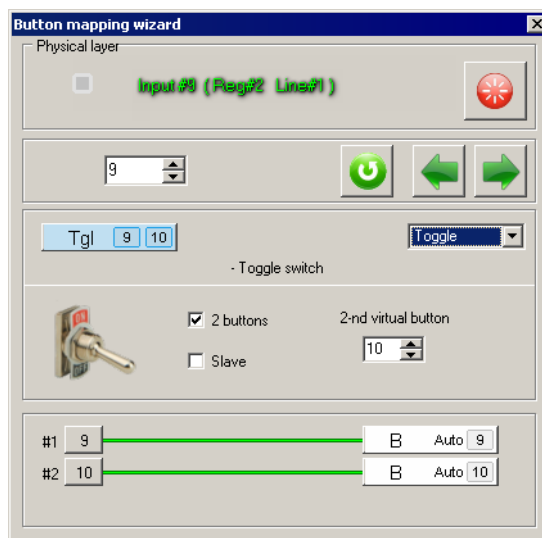 Button mapping wizard
Physical layer
Input#9 (Reg#2 Line#1)
9
Tgl 9 10
Toggle
- Toggle switch
ON
2 buttons
2-nd virtual button
10
Slave
#1 9 B Auto 9
#2 10 B Auto 10